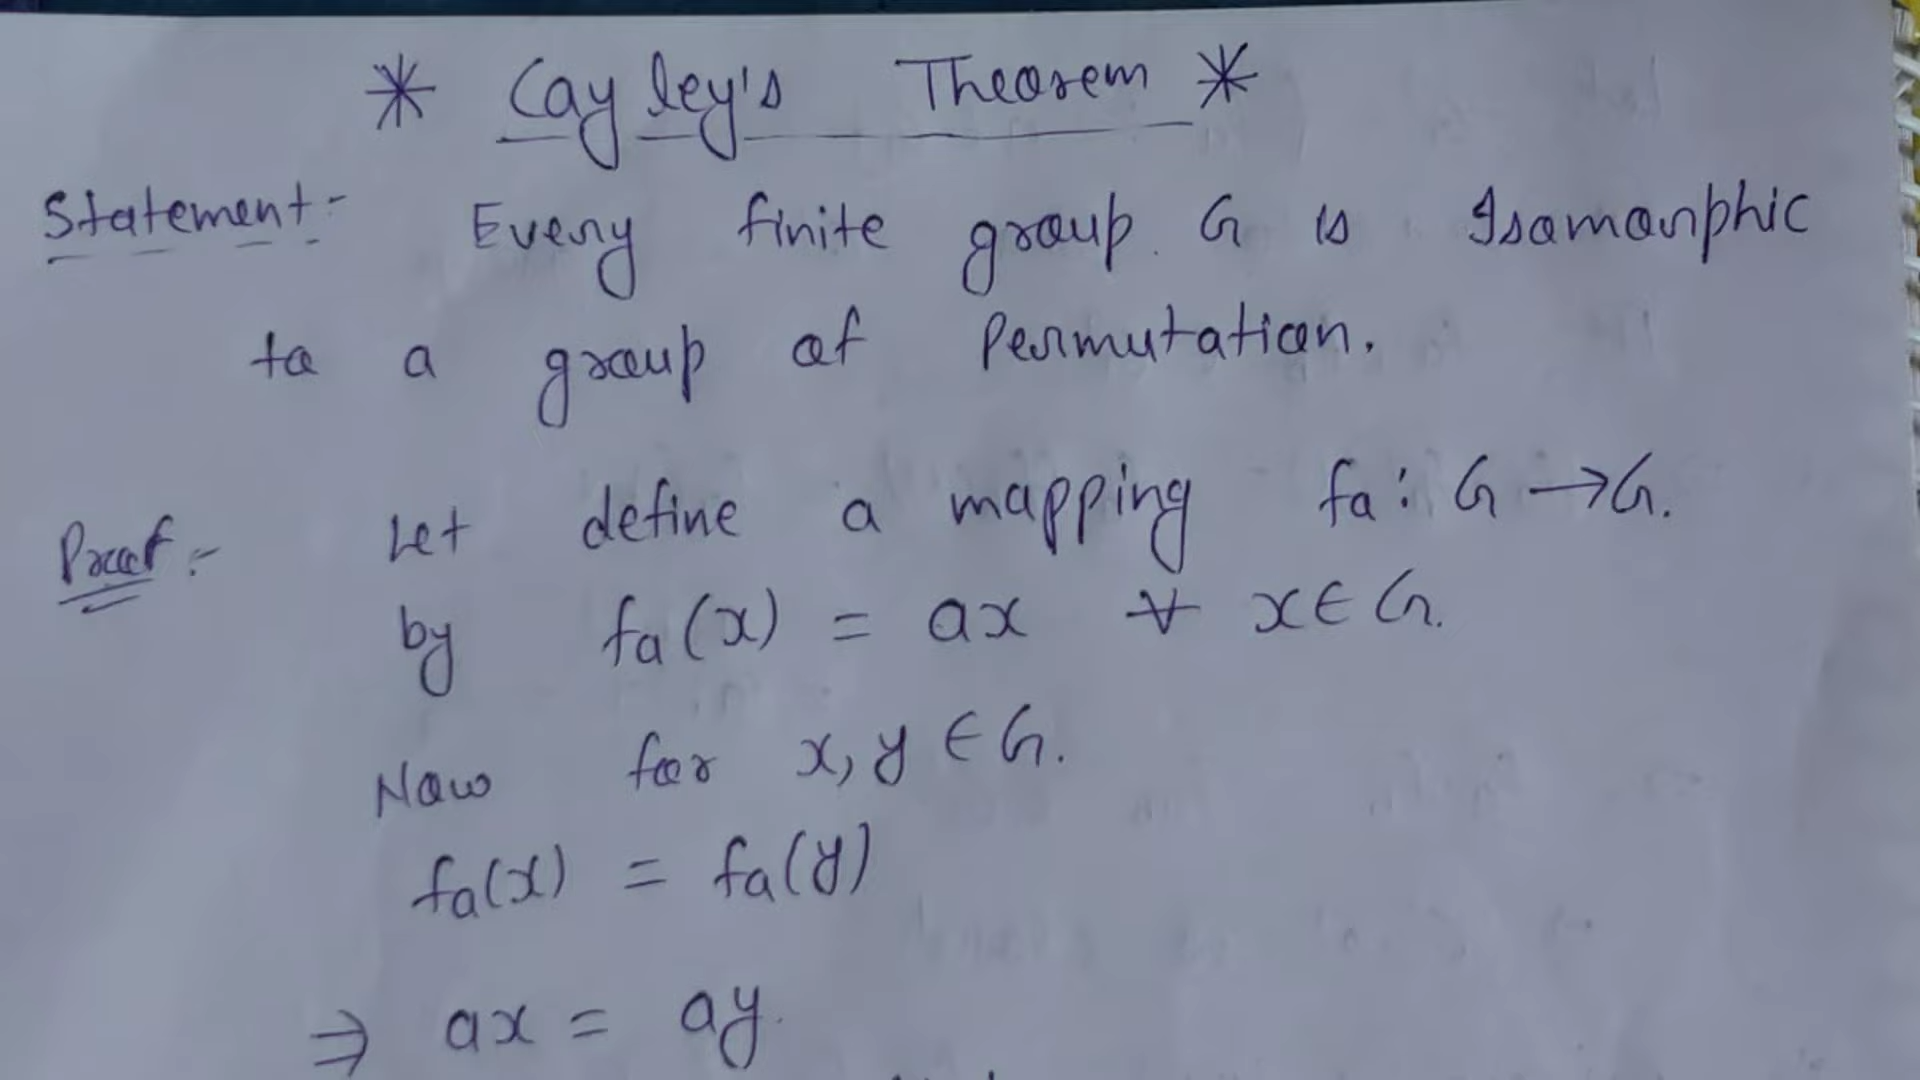 * Cayley's Theorem *
Statement:- Every finite group G is Isomorphic
to a group of Permutation.
Proof:- Let define a mapping fa: G → G.
by fa(x) = ax ∀ x ∈ G.
Now for x, y ∈ G.
fa(x) = fa(y)
⇒ ax = ay.